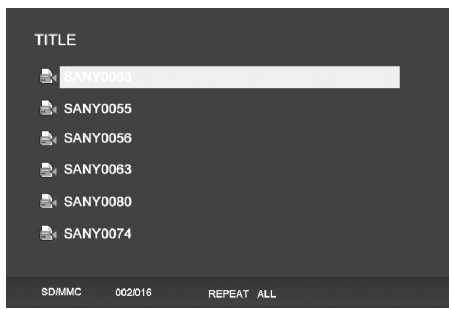 TITLE
SANY0053
SANY0055
SANY0056
SANY0063
SANY0080
SANY0074
SD/MMC 002/016 REPEAT ALL